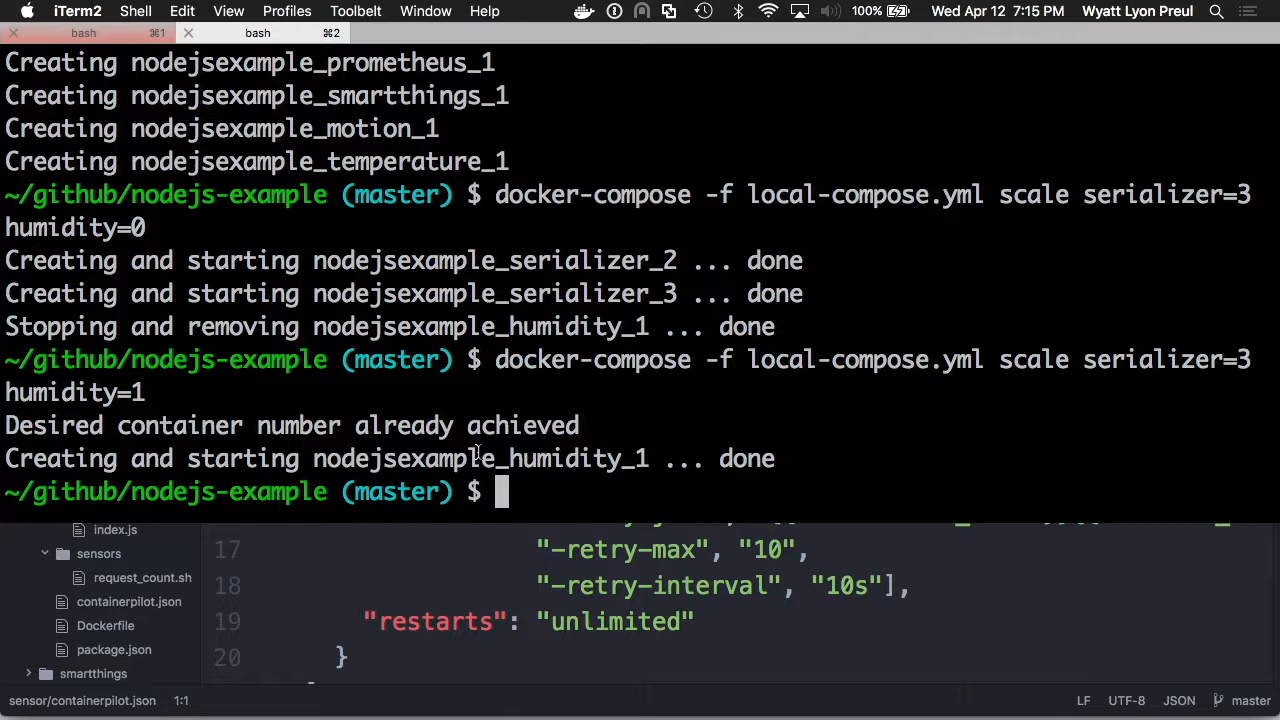 iTerm2 Shell Edit View Profiles Toolbelt Window Help 100% Wed Apr 12 7:15 PM Wyatt Lyon Preul
bash ⌘1 bash ⌘2
Creating nodejsexample_prometheus_1
Creating nodejsexample_smartthings_1
Creating nodejsexample_motion_1
Creating nodejsexample_temperature_1
~/github/nodejs-example (master) $ docker-compose -f local-compose.yml scale serializer=3
humidity=0
Creating and starting nodejsexample_serializer_2 ... done
Creating and starting nodejsexample_serializer_3 ... done
Stopping and removing nodejsexample_humidity_1 ... done
~/github/nodejs-example (master) $ docker-compose -f local-compose.yml scale serializer=3
humidity=1
Desired container number already achieved
Creating and starting nodejsexample_humidity_1 ... done
~/github/nodejs-example (master) $
index.js
sensors
request_count.sh
containerpilot.json
Dockerfile
package.json
smartthings
17 "-retry-max", "10",
18 "-retry-interval", "10s"],
19 "restarts": "unlimited"
20 }
sensor/containerpilot.json 1:1 LF UTF-8 JSON master